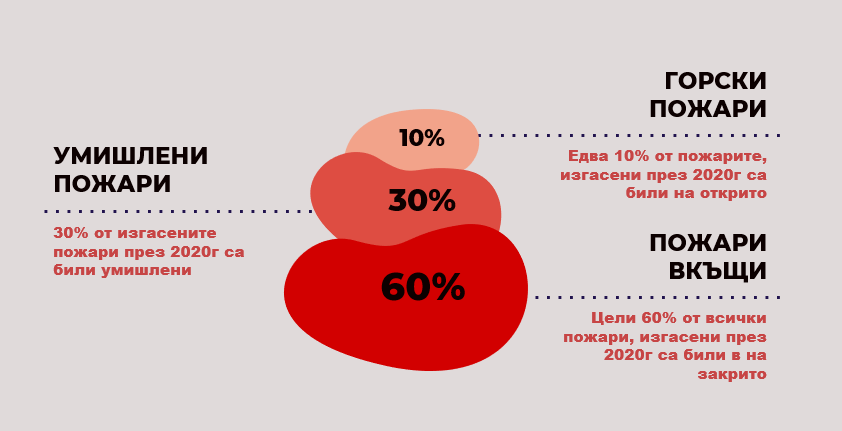 ГОРСКИ
ПОЖАРИ
10%
Едва 10% от пожарите,
изгасени през 2020г са
били на открито
УМИШЛЕНИ
ПОЖАРИ
30%
30% от изгасените
пожари през 2020г са
били умишлени
ПОЖАРИ
ВКЪЩИ
60%
Цели 60% от всички
пожари, изгасени през
2020г са били в на
закрито